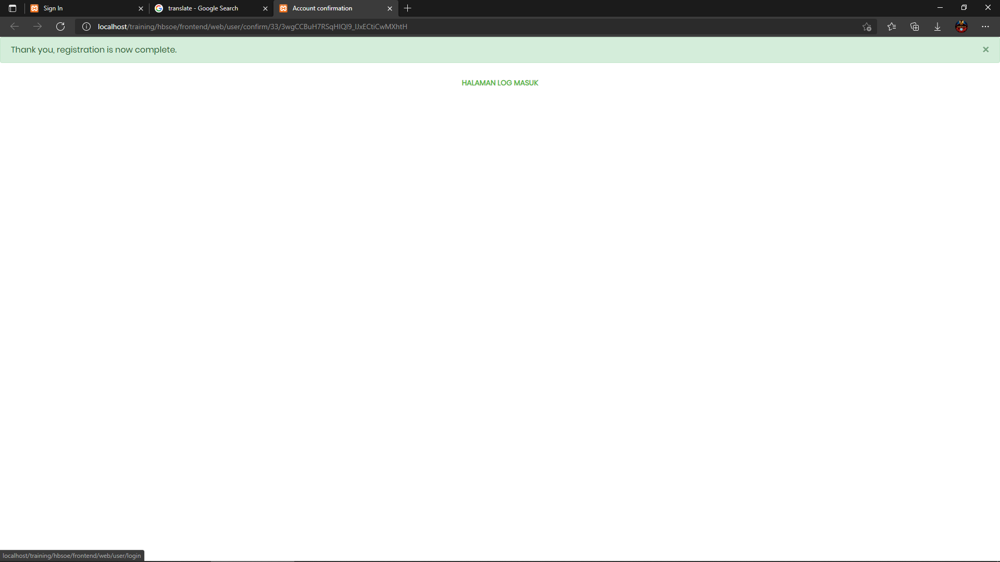 Sign In
translate - Google Search
Account confirmation
localhost/training/hbsoe/frontend/web/user/confirm/33/3wgCCBuH7RSqHIQI9_lJxECtiCwMXhtH
Thank you, registration is now complete.
HALAMAN LOG MASUK
localhost/training/hbsoe/frontend/web/user/login